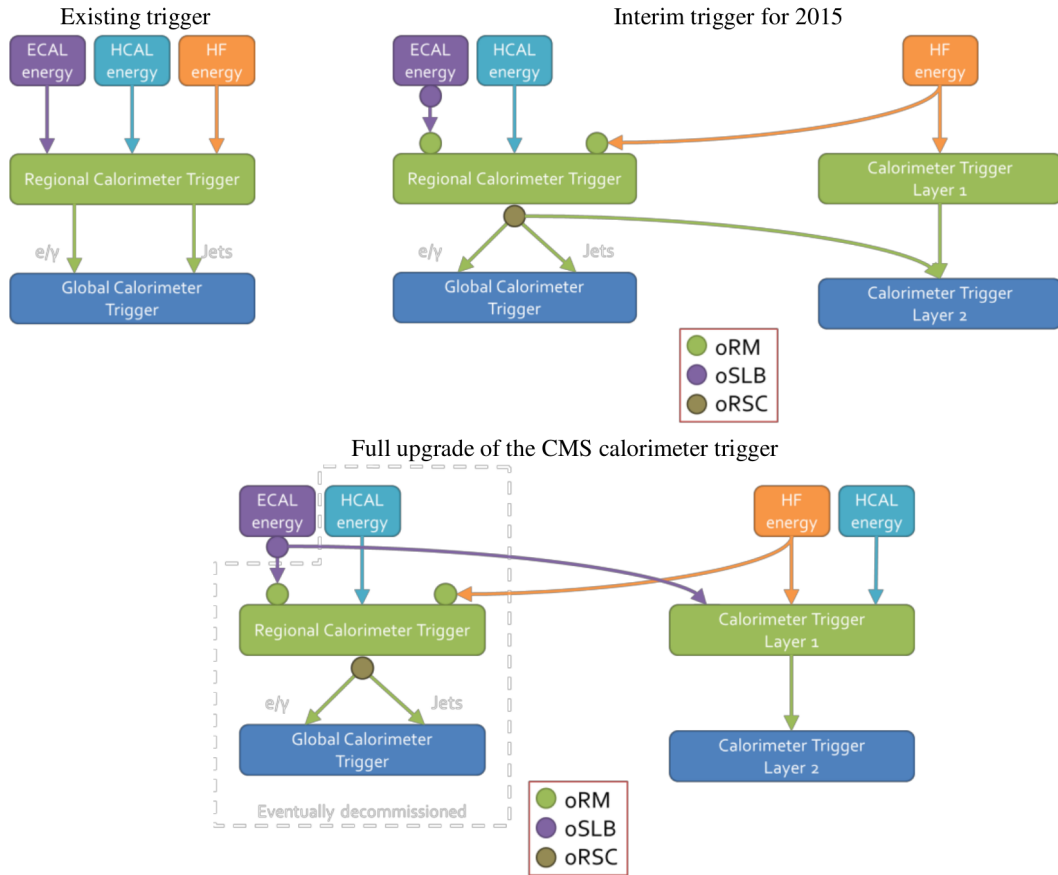 Existing trigger
ECAL
energy
HCAL
energy
HF
energy
Regional Calorimeter Trigger
e/γ
Jets
Global Calorimeter
Trigger
Interim trigger for 2015
ECAL
energy
HCAL
energy
HF
energy
Regional Calorimeter Trigger
Calorimeter Trigger
Layer 1
e/γ
Jets
Global Calorimeter
Trigger
Calorimeter Trigger
Layer 2
oRM
oSLB
oRSC
Full upgrade of the CMS calorimeter trigger
ECAL
energy
HCAL
energy
HF
energy
HCAL
energy
Regional Calorimeter Trigger
Calorimeter Trigger
Layer 1
e/γ
Jets
Global Calorimeter
Trigger
Calorimeter Trigger
Layer 2
Eventually decommissioned
oRM
oSLB
oRSC